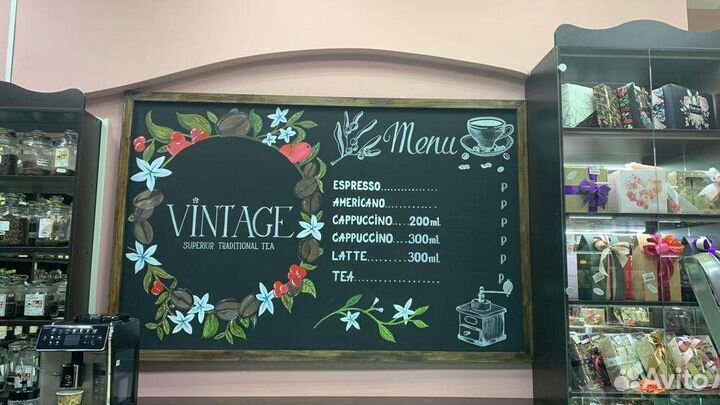 VINTAGE
SUPERIOR TRADITIONAL TEA
Menu
ESPRESSO.............. р
AMERICANO ............. р
CAPPUCCINO.... 200ml. р
CAPPUCCINO....300ml. р
LATTE..........300ml. р
TEA.................... р
Avito